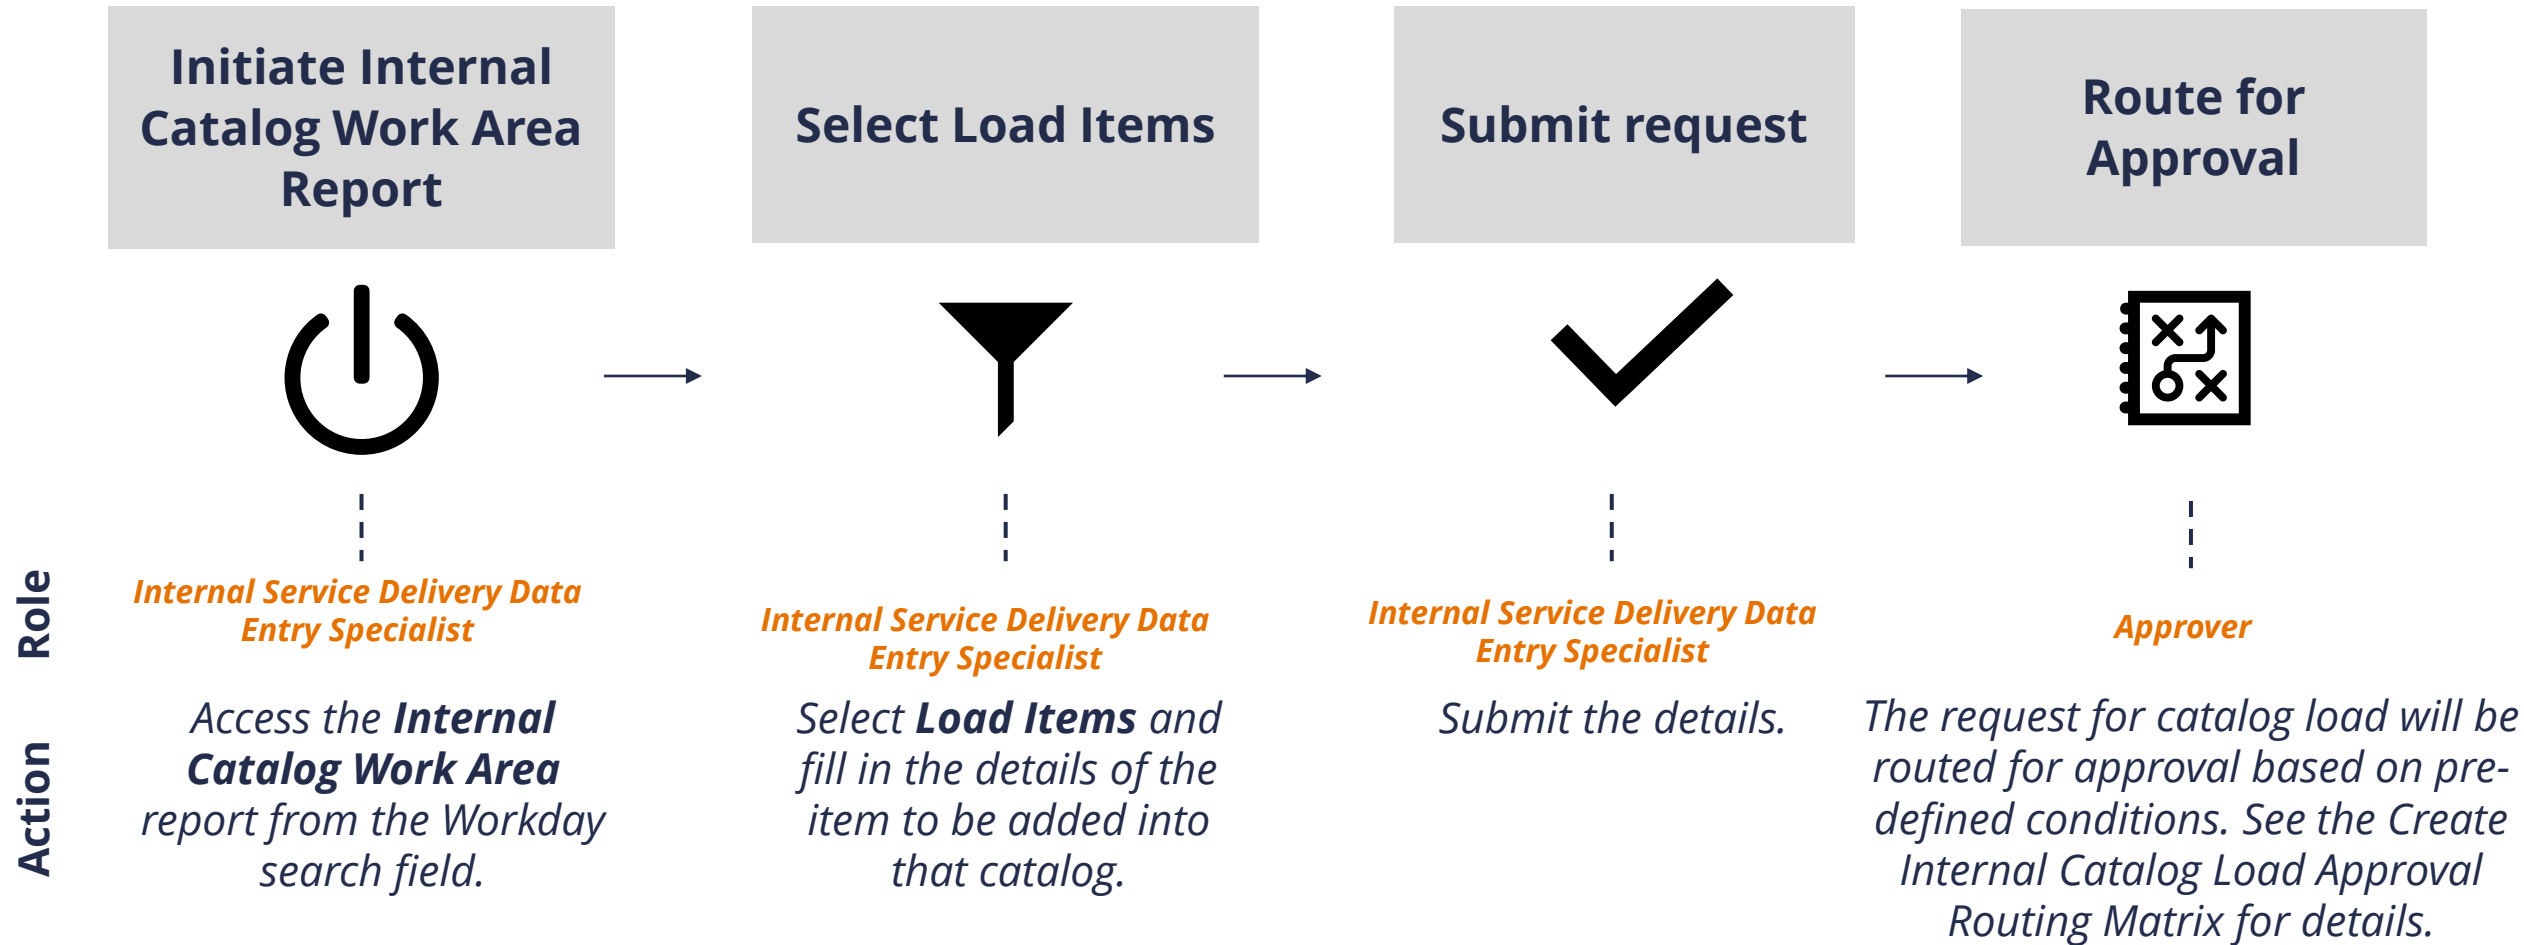 Initiate Internal
Catalog Work Area
Report
Select Load Items
Submit request
Route for
Approval
Role
Internal Service Delivery Data
Entry Specialist
Internal Service Delivery Data
Entry Specialist
Internal Service Delivery Data
Entry Specialist
Approver
Action
Access the Internal
Catalog Work Area
report from the Workday
search field.
Select Load Items and
fill in the details of the
item to be added into
that catalog.
Submit the details.
The request for catalog load will be
routed for approval based on pre-
defined conditions. See the Create
Internal Catalog Load Approval
Routing Matrix for details.